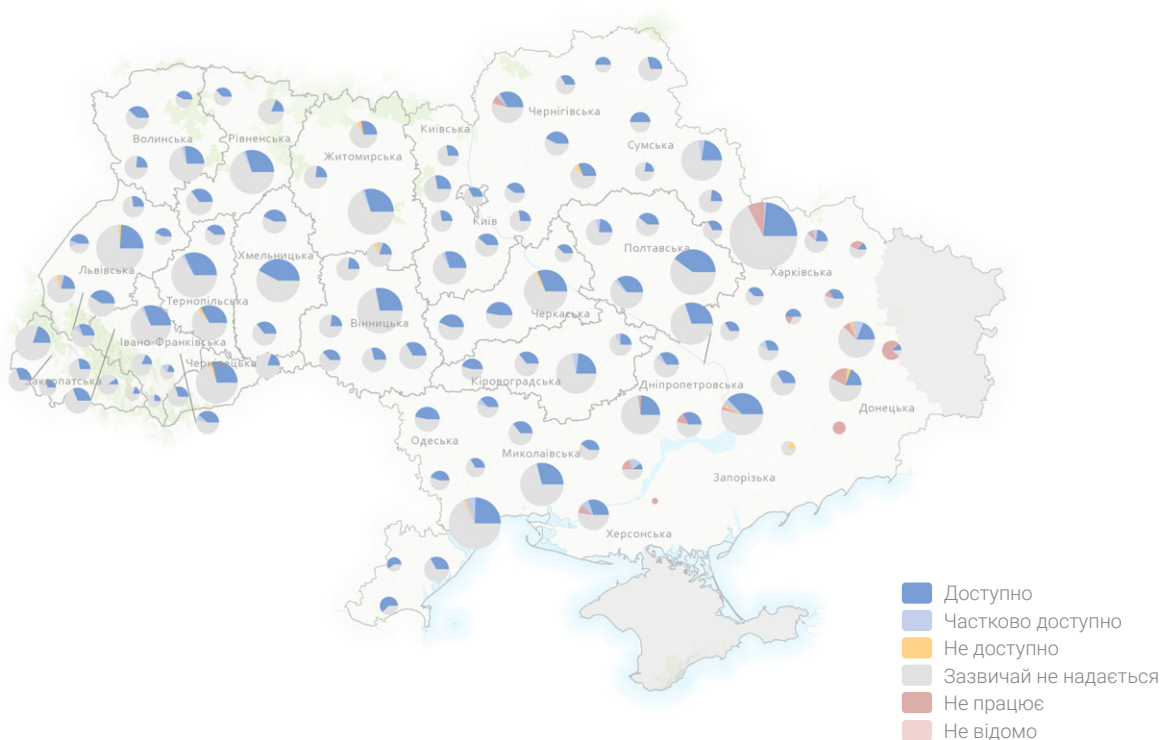 Чернігівська
Київська
Волинська
Рівненська
Сумська
Житомирська
Київ
Полтавська
Хмельницька
Львівська
Харківська
Тернопільська
Черкаська
Вінницька
Івано-Франківська
Чернівецька
Закарпатська
Кіровоградська
Дніпропетровська
Донецька
Одеська
Миколаївська
Запорізька
Херсонська
Доступно
Частково доступно
Не доступно
Зазвичай не надається
Не працює
Не відомо